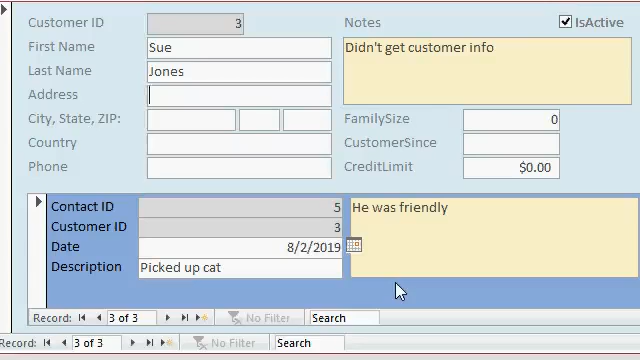 Customer ID 3 Notes IsActive
First Name Sue Didn't get customer info
Last Name Jones
Address
City, State, ZIP: FamilySize 0
Country CustomerSince
Phone CreditLimit $0.00
Contact ID 5 He was friendly
Customer ID 3
Date 8/2/2019
Description Picked up cat
Record: 3 of 3 No Filter Search
Record: 3 of 3 No Filter Search